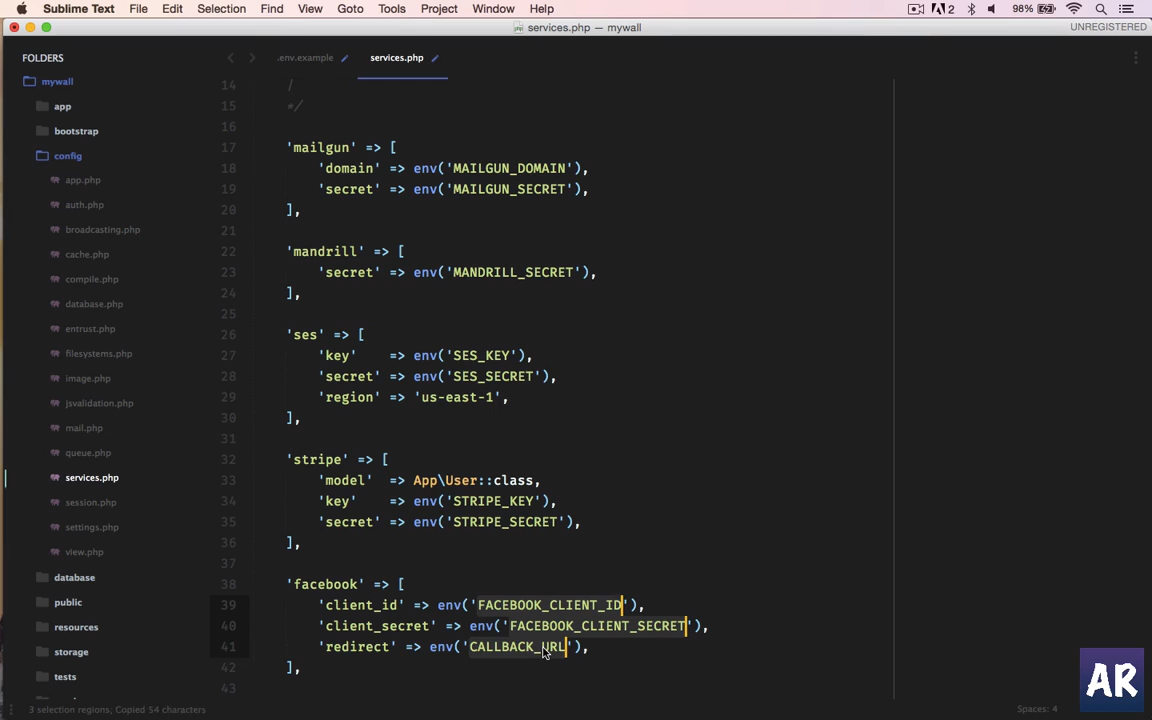 Sublime Text File Edit Selection Find View Goto Tools Project Window Help 2 98%
services.php — mywall UNREGISTERED
FOLDERS
mywall
app
bootstrap
config
app.php
auth.php
broadcasting.php
cache.php
compile.php
database.php
entrust.php
filesystems.php
image.php
jsvalidation.php
mail.php
queue.php
services.php
session.php
settings.php
view.php
database
public
resources
storage
tests
.env.example services.php
14 |
15 */
16
17 'mailgun' => [
18 'domain' => env('MAILGUN_DOMAIN'),
19 'secret' => env('MAILGUN_SECRET'),
20 ],
21
22 'mandrill' => [
23 'secret' => env('MANDRILL_SECRET'),
24 ],
25
26 'ses' => [
27 'key' => env('SES_KEY'),
28 'secret' => env('SES_SECRET'),
29 'region' => 'us-east-1',
30 ],
31
32 'stripe' => [
33 'model' => App\User::class,
34 'key' => env('STRIPE_KEY'),
35 'secret' => env('STRIPE_SECRET'),
36 ],
37
38 'facebook' => [
39 'client_id' => env('FACEBOOK_CLIENT_ID'),
40 'client_secret' => env('FACEBOOK_CLIENT_SECRET'),
41 'redirect' => env('CALLBACK_URL'),
42 ],
43
AR
3 selection regions, Copied 54 characters Spaces: 4